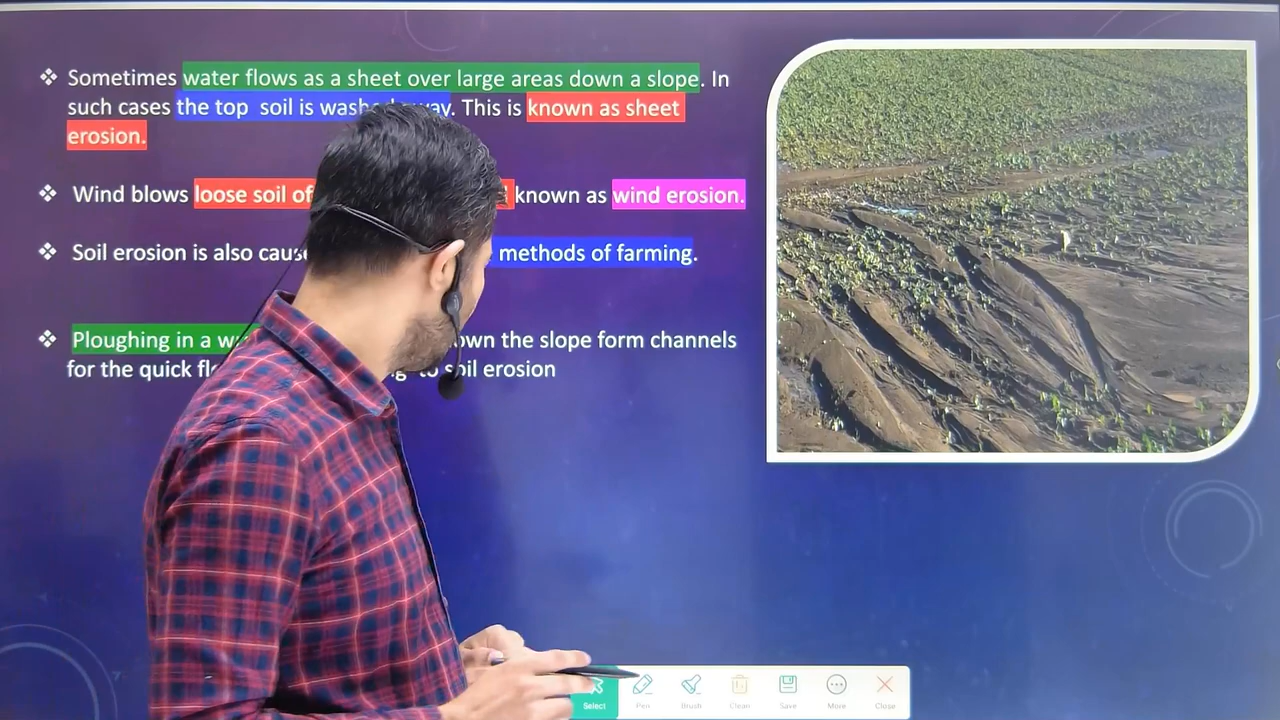 ❖ Sometimes water flows as a sheet over large areas down a slope. In
such cases the top soil is washed away. This is known as sheet
erosion.
❖ Wind blows loose soil of known as wind erosion.
❖ Soil erosion is also methods of farming.
❖ Ploughing in a the slope form channels
for the quick to soil erosion
Select Pen Brush Clean Save More Close